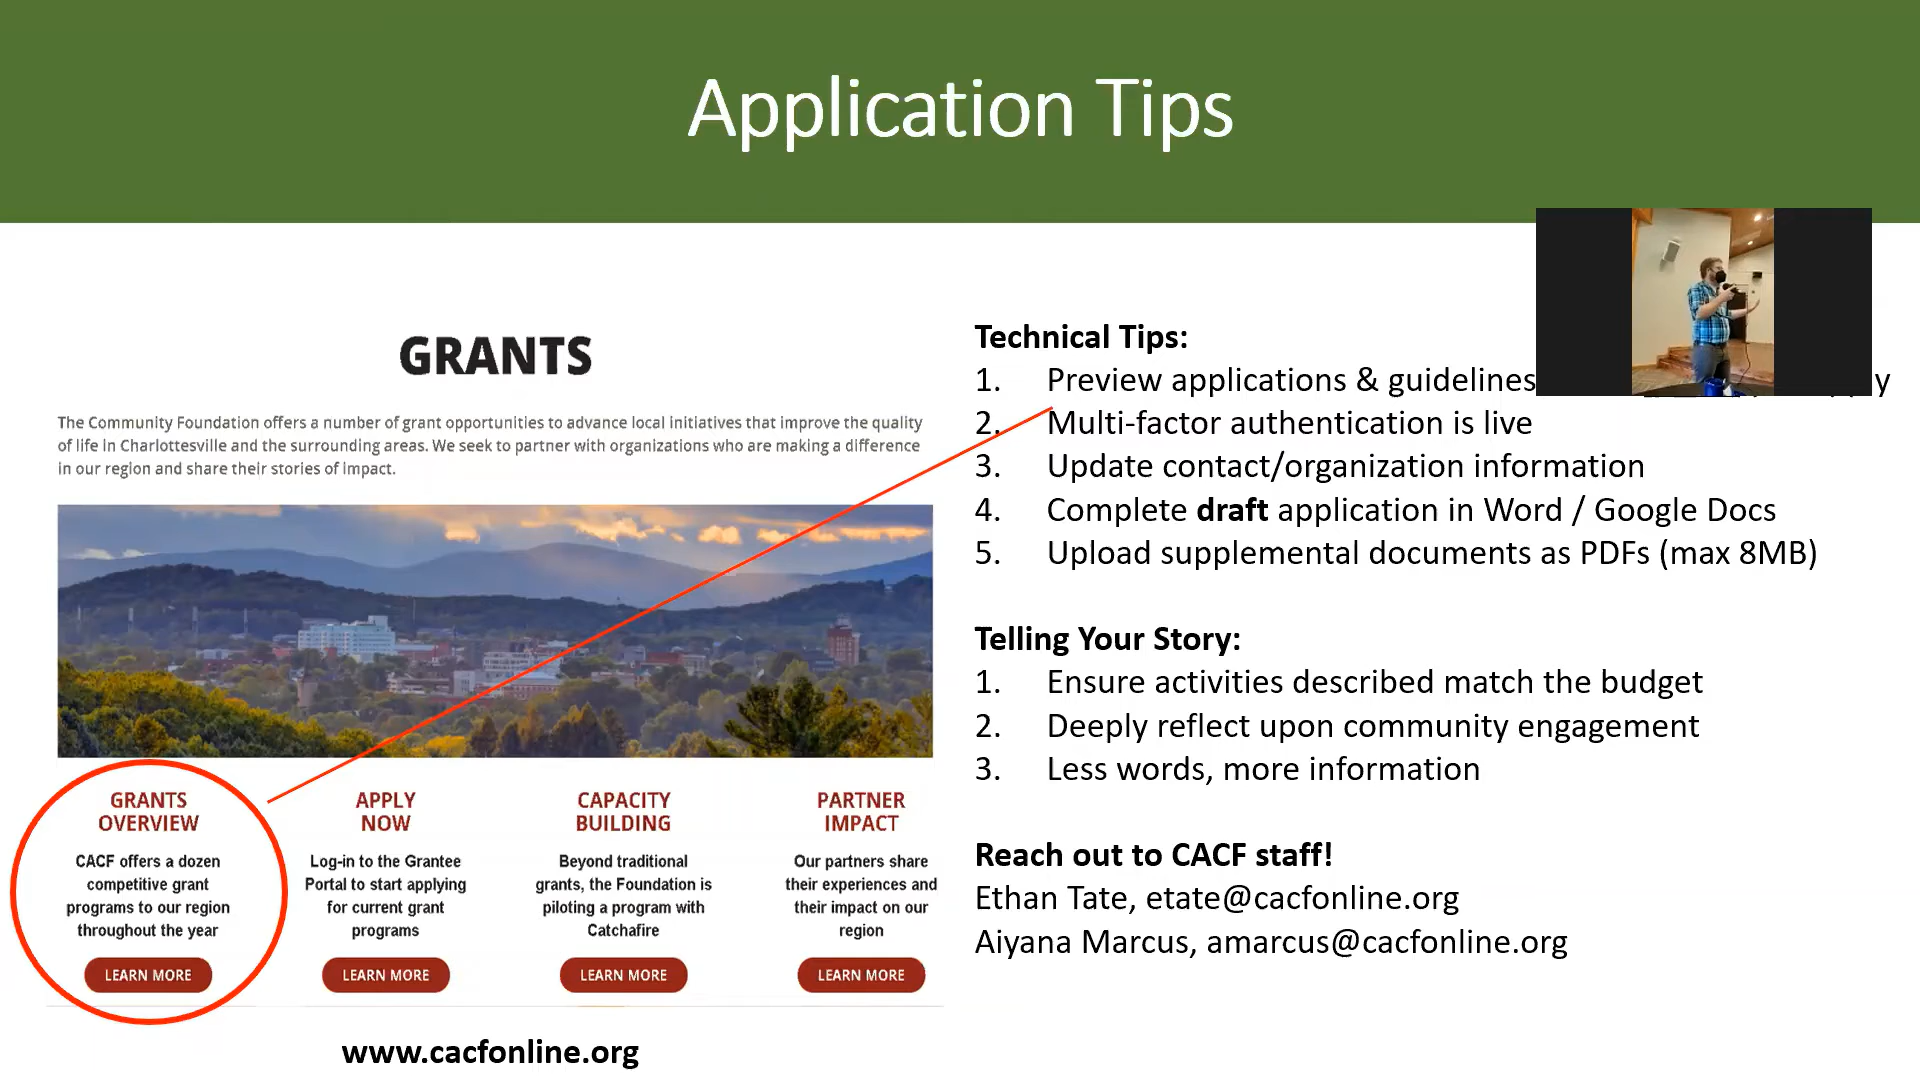 Application Tips
GRANTS
The Community Foundation offers a number of grant opportunities to advance local initiatives that improve the quality
of life in Charlottesville and the surrounding areas. We seek to partner with organizations who are making a difference
in our region and share their stories of impact.
GRANTS
OVERVIEW
CACF offers a dozen
competitive grant
programs to our region
throughout the year
LEARN MORE
APPLY
NOW
Log-in to the Grantee
Portal to start applying
for current grant
programs
LEARN MORE
CAPACITY
BUILDING
Beyond traditional
grants, the Foundation is
piloting a program with
Catchafire
LEARN MORE
PARTNER
IMPACT
Our partners share
their experiences and
their impact on our
region
LEARN MORE
www.cacfonline.org
Technical Tips:
1. Preview applications & guidelines
2. Multi-factor authentication is live
3. Update contact/organization information
4. Complete draft application in Word / Google Docs
5. Upload supplemental documents as PDFs (max 8MB)
Telling Your Story:
1. Ensure activities described match the budget
2. Deeply reflect upon community engagement
3. Less words, more information
Reach out to CACF staff!
Ethan Tate, etate@cacfonline.org
Aiyana Marcus, amarcus@cacfonline.org